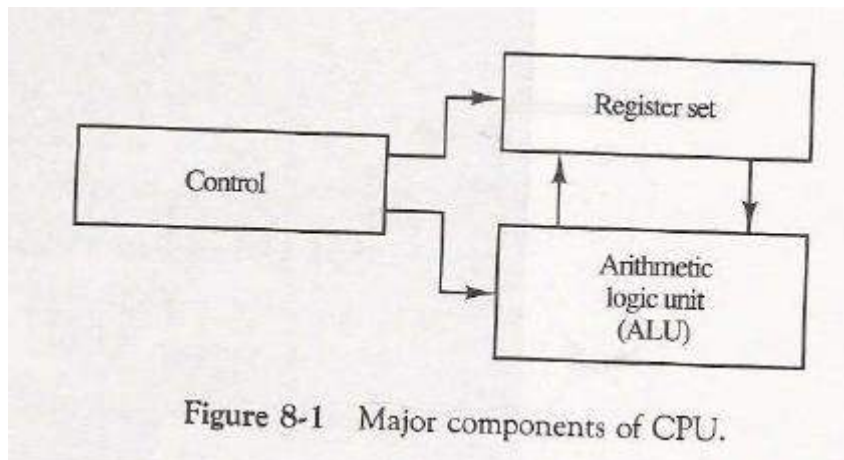 Register set
Control
Arithmetic
logic unit
(ALU)
Figure 8-1 Major components of CPU.